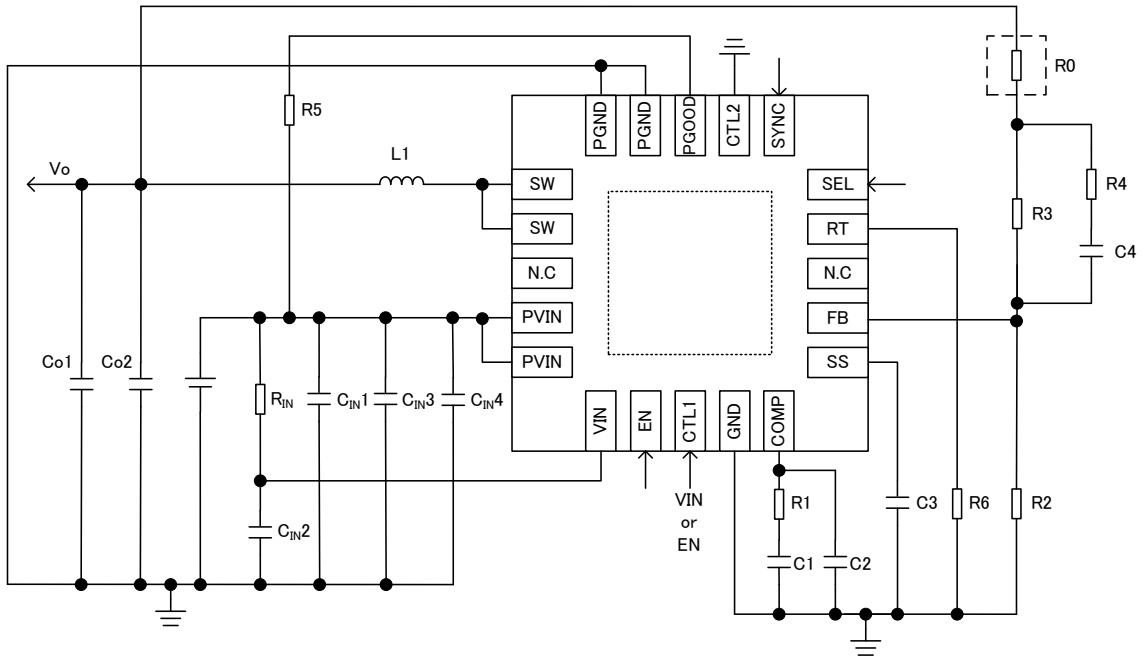 R0
R5
PGND
PGND
PGOOD
CTL2
SYNC
L1
Vo
SW
SEL
R4
SW
RT
R3
N.C
N.C
C4
PVIN
FB
Co1
Co2
PVIN
SS
RIN
CIN1
CIN3
CIN4
VIN
EN
CTL1
GND
COMP
CIN2
VIN
or
EN
R1
C3
R6
R2
C1
C2